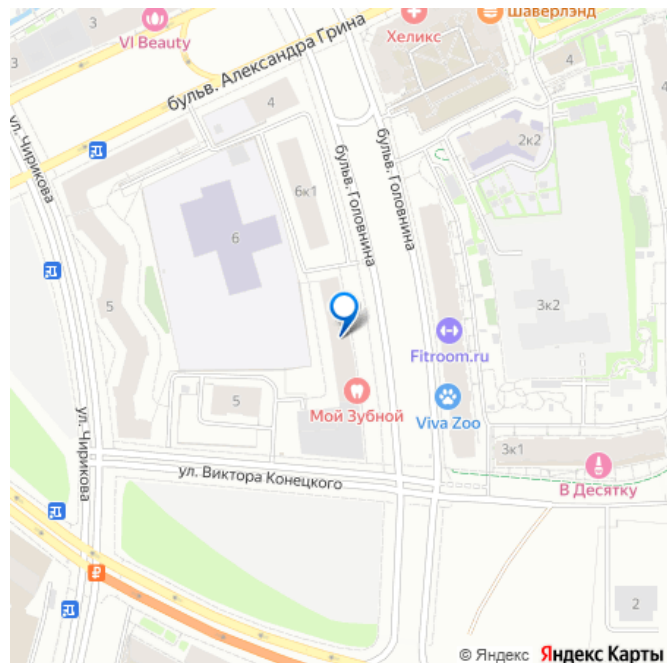 3
3
VI Beauty
Хеликс
Шаверлэнд
бульв. Александра Грина
4
4
ул. Чирикова
2к2
бульв. Головнина
бульв. Головнина
6к1
6
5
3к2
Fitroom.ru
5
Мой Зубной
Viva Zoo
ул. Чирикова
3к1
ул. Виктора Конецкого
В Десятку
₽
2
© Яндекс Яндекс Карты